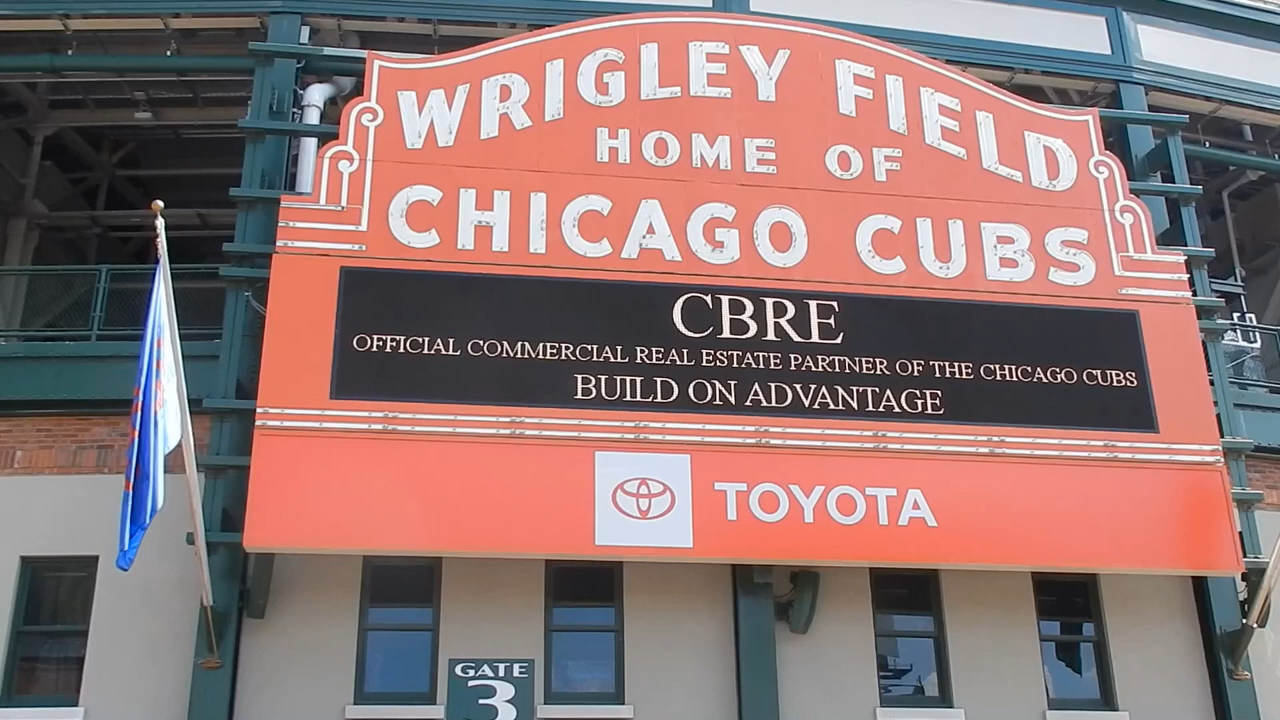 WRIGLEY FIELD
HOME OF
CHICAGO CUBS
CBRE
OFFICIAL COMMERCIAL REAL ESTATE PARTNER OF THE CHICAGO CUBS
BUILD ON ADVANTAGE
TOYOTA
GATE
3